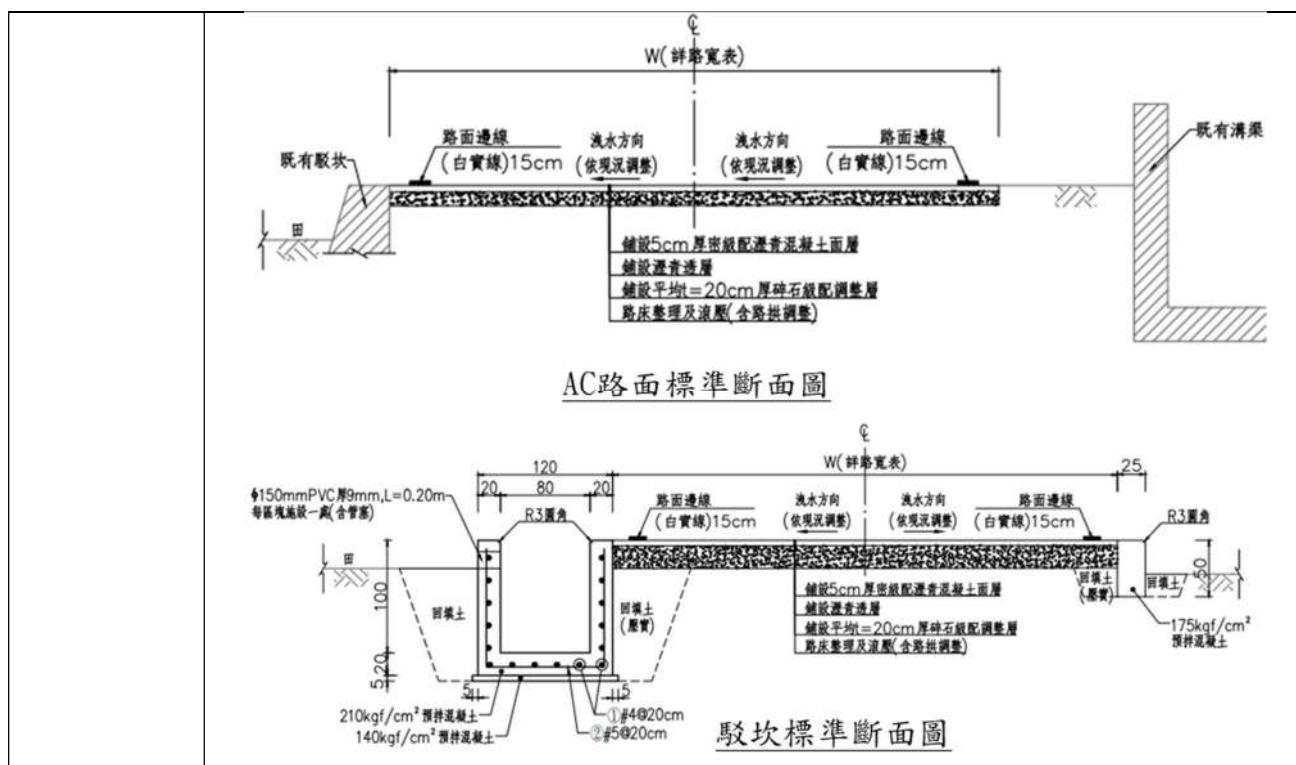 ℄
W(詳路寬表)
路面邊線
(白實線)15cm
洩水方向
(依現況調整)
洩水方向
(依現況調整)
路面邊線
(白實線)15cm
既有溝渠
既有駁坎
田
舖設5cm厚密級配瀝青混凝土面層
舖設瀝青透層
舖設平均t=20cm厚碎石級配調整層
路床整理及滾壓(含路拱調整)
AC路面標準斷面圖
℄
120
W(詳路寬表)
25
20 80 20
ϕ150mmPVC厚9mm,L=0.20m
每區塊施設一處(含管塞)
R3圓角
路面邊線
(白實線)15cm
洩水方向
(依現況調整)
洩水方向
(依現況調整)
路面邊線
(白實線)15cm
R3圓角
田
100
20
5
50
回填土
回填土
(壓實)
回填土
(壓實)
回填土
舖設5cm厚密級配瀝青混凝土面層
舖設瀝青透層
舖設平均t=20cm厚碎石級配調整層
路床整理及滾壓(含路拱調整)
175kgf/cm²
預拌混凝土
5
5
210kgf/cm² 預拌混凝土
140kgf/cm² 預拌混凝土
①#4@20cm
②#5@20cm
駁坎標準斷面圖